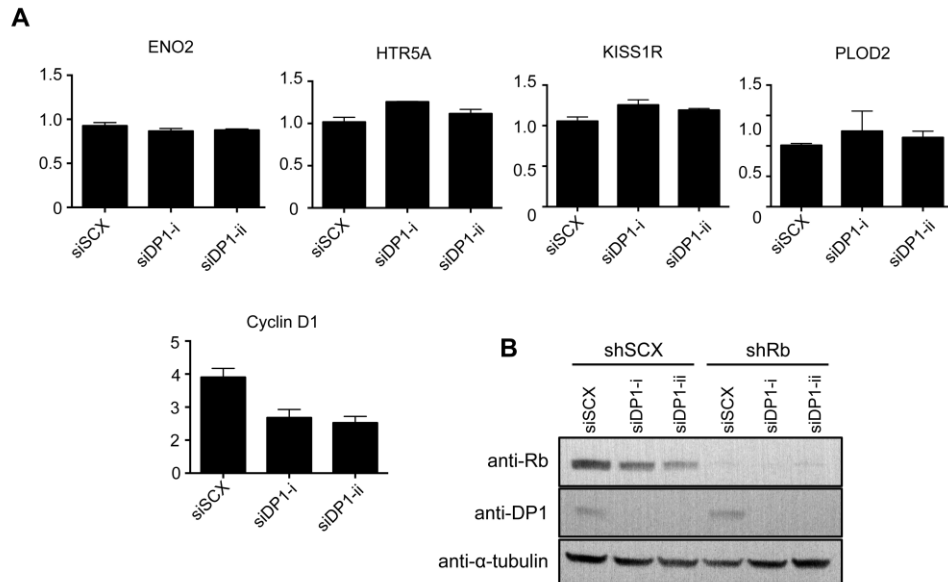 A
ENO2
1.5
1.0
0.5
0
siSCX
siDP1-i
siDP1-ii
HTR5A
1.5
1.0
0.5
0
siSCX
siDP1-i
siDP1-ii
KISS1R
1.5
1.0
0.5
0
siSCX
siDP1-i
siDP1-ii
PLOD2
1.5
1.0
0.5
0
siSCX
siDP1-i
siDP1-ii
Cyclin D1
5
4
3
2
0
siSCX
siDP1-i
siDP1-ii
B
shSCX shRb
siSCX siDP1-i siDP1-ii siSCX siDP1-i siDP1-ii
anti-Rb
anti-DP1
anti-α-tubulin